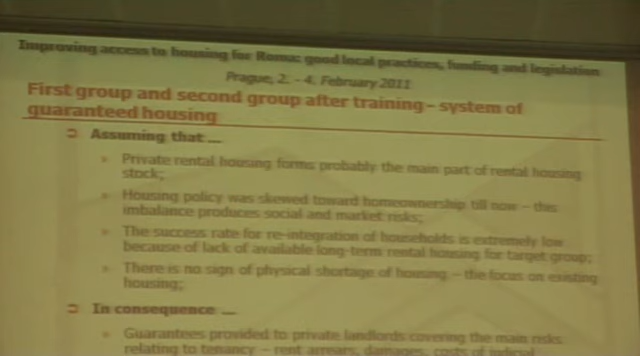 Improving access to housing for Roma: good local practices, funding and legislation
Prague, 2. - 4. February 2011
First group and second group after training – system of
guaranteed housing
Assuming that ...
Private rental housing forms probably the main part of rental housing
stock;
Housing policy was skewed toward homeownership till now – this
imbalance produces social and market risks;
The success rate for re-integration of households is extremely low
because of lack of available long-term rental housing for target group;
There is no sign of physical shortage of housing – the focus on existing
housing;
In consequence ...
Guarantees provided to private landlords covering the main risks
relating to tenancy – rent arrears, damages, costs of judicial